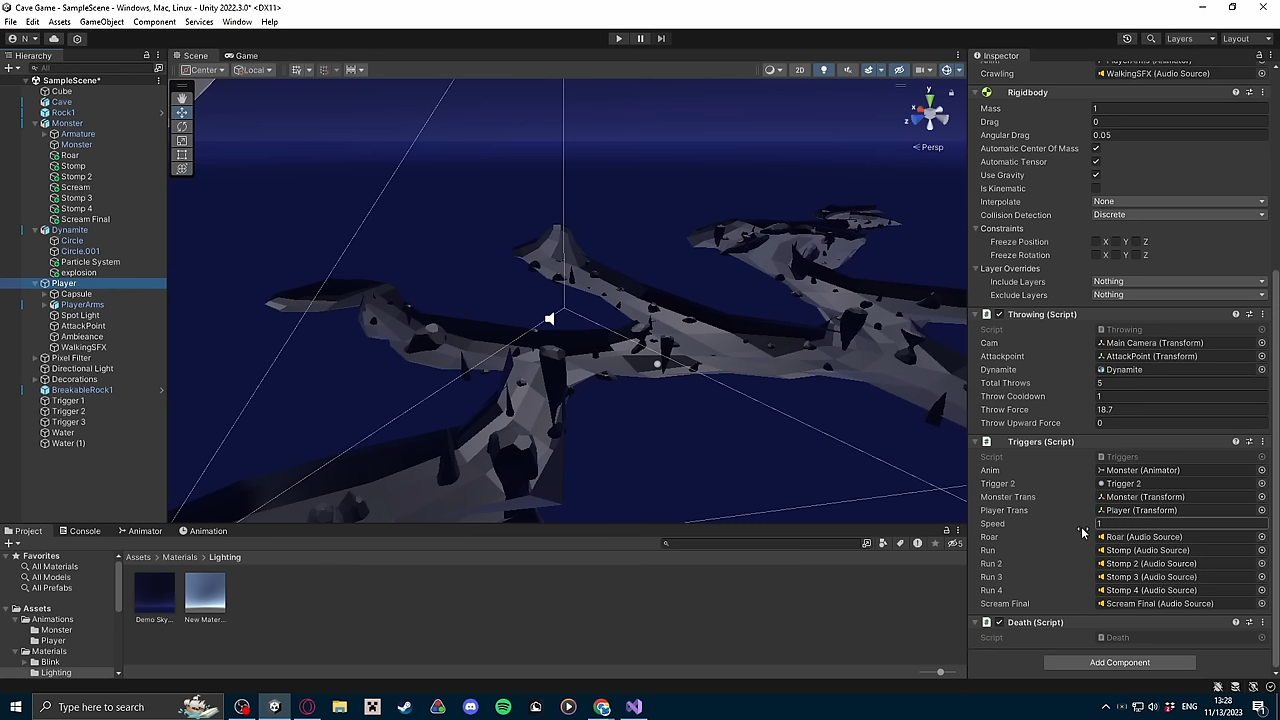 Cave Game - SampleScene - Windows, Mac, Linux - Unity 2022.3.0* <DX11>
File Edit Assets GameObject Component Services Window Help
N Layers Layout
Hierarchy
All
SampleScene*
Cube
Cave
Rock1
Monster
Armature
Monster
Roar
Stomp
Stomp 2
Scream
Stomp 3
Stomp 4
Scream Final
Dynamite
Circle
Circle.001
Particle System
explosion
Player
Capsule
PlayerArms
Spot Light
AttackPoint
Ambeiance
WalkingSFX
Pixel Filter
Directional Light
Decorations
BreakableRock1
Trigger 1
Trigger 2
Trigger 3
Water
Water (1)
Scene Game
Center Local 2D
y
x
z
Persp
Inspector
Crawling WalkingSFX (Audio Source)
Rigidbody
Mass 1
Drag 0
Angular Drag 0.05
Automatic Center Of Mass
Automatic Tensor
Use Gravity
Is Kinematic
Interpolate None
Collision Detection Discrete
Constraints
Freeze Position X Y Z
Freeze Rotation X Y Z
Layer Overrides
Include Layers Nothing
Exclude Layers Nothing
Throwing (Script)
Script Throwing
Cam Main Camera (Transform)
Attackpoint AttackPoint (Transform)
Dynamite Dynamite
Total Throws 5
Throw Cooldown 1
Throw Force 18.7
Throw Upward Force 0
Triggers (Script)
Script Triggers
Anim Monster (Animator)
Trigger 2 Trigger 2
Monster Trans Monster (Transform)
Player Trans Player (Transform)
Speed 1
Roar Roar (Audio Source)
Run Stomp (Audio Source)
Run 2 Stomp 2 (Audio Source)
Run 3 Stomp 3 (Audio Source)
Run 4 Stomp 4 (Audio Source)
Scream Final Scream Final (Audio Source)
Death (Script)
Script Death
Add Component
Project Console Animator Animation
5
Favorites
All Materials
All Models
All Prefabs
Assets
Animations
Monster
Player
Materials
Blink
Lighting
Assets > Materials > Lighting
Demo Sky...
New Mater...
Type here to search
ENG
13:28
11/13/2023